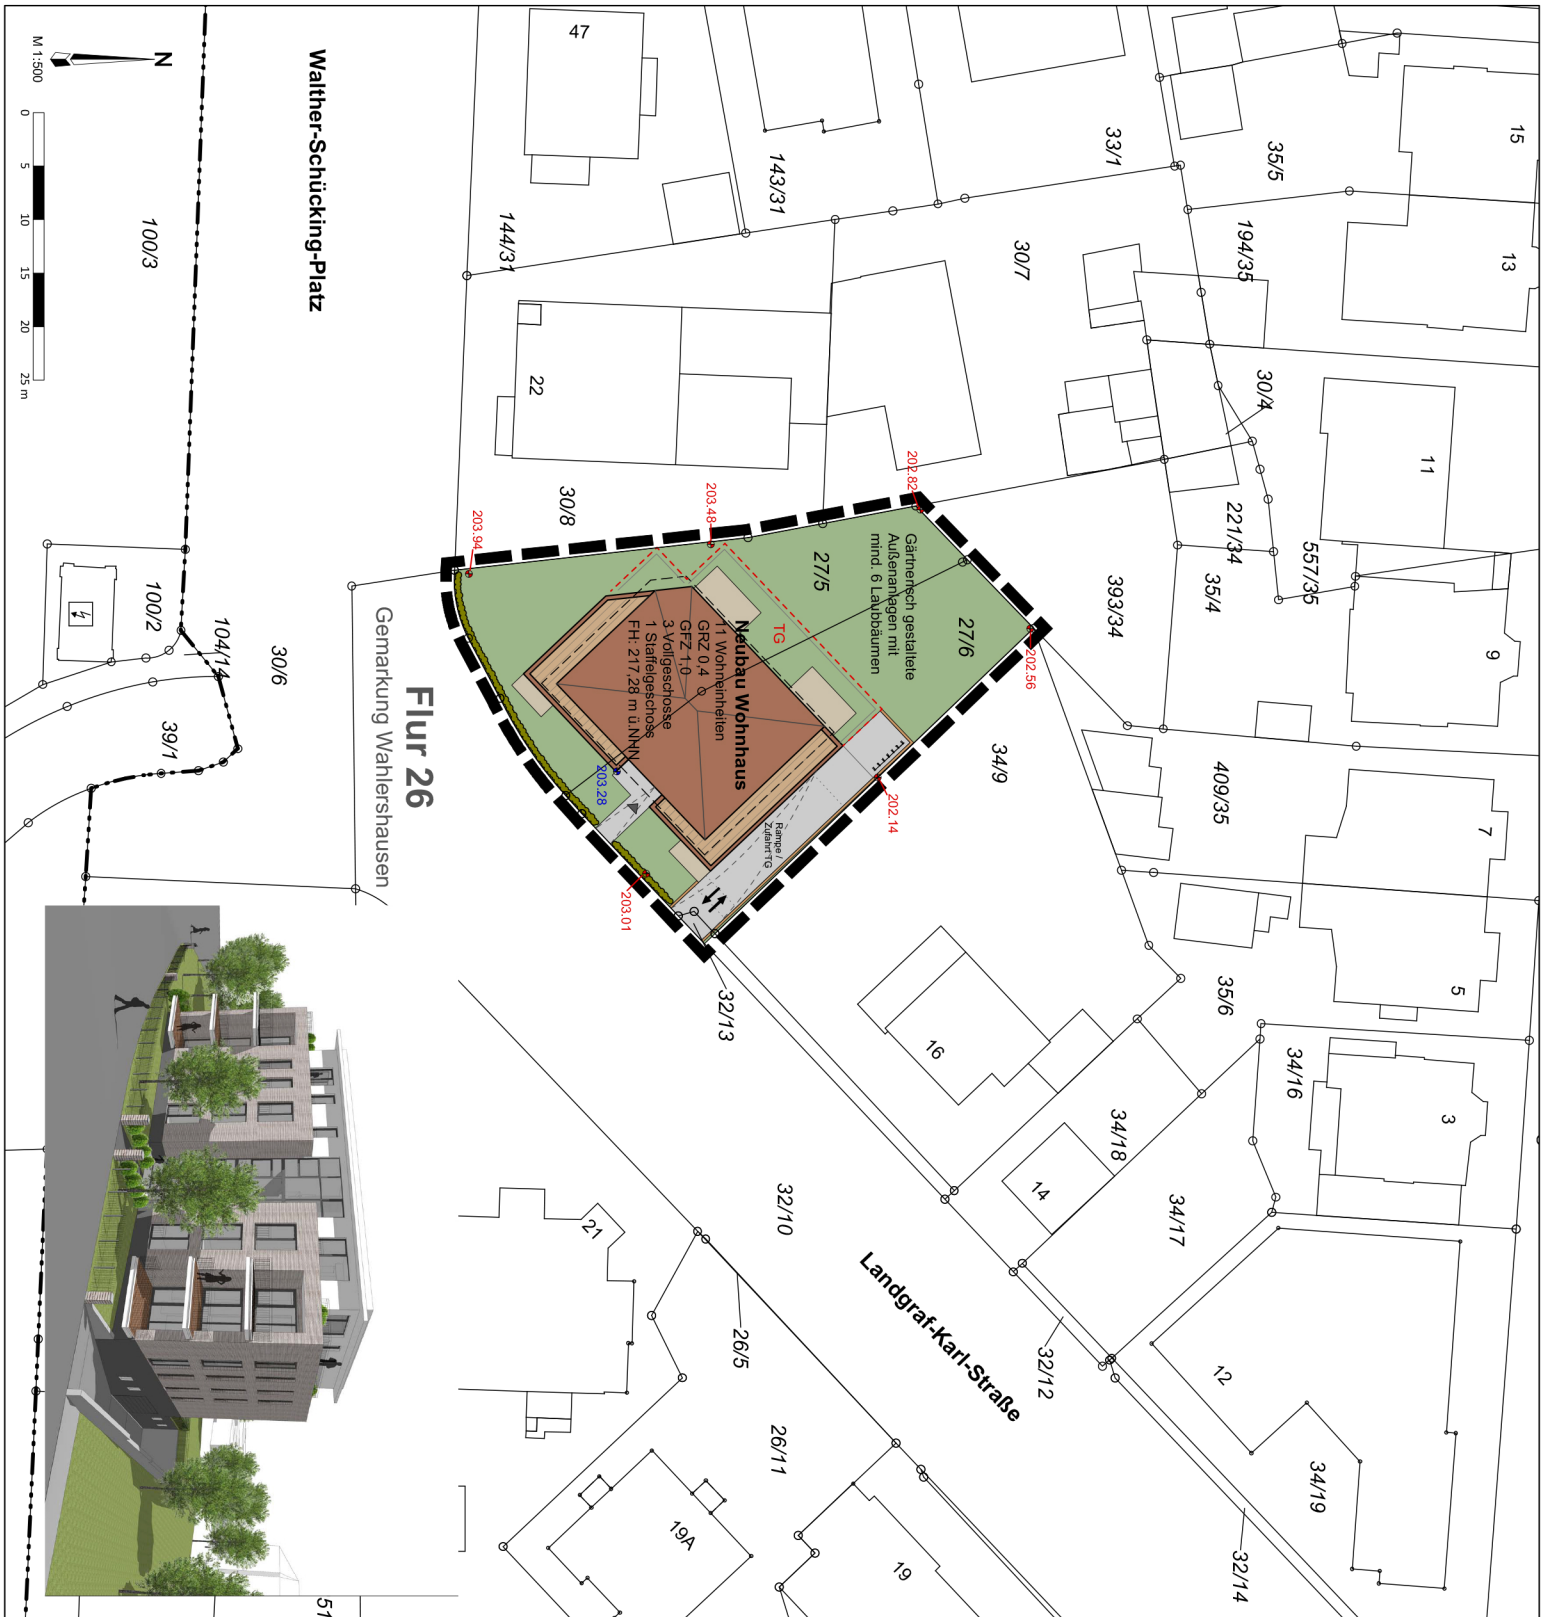 Walther-Schücking-Platz
N
M 1:500
0
5
10
15
20
25 m
100/3
100/2
104/14
39/1
30/6
Gemarkung Wahlershausen
Flur 26
47
144/31
143/31
33/1
35/5
15
194/35
13
30/7
22
30/8
30/4
11
221/34
557/35
35/4
393/34
9
409/35
7
5
35/6
34/9
203.94
203.48
202.82
202.56
202.14
203.01
203.28
27/5
27/6
Gärtnerisch gestaltete
Außenanlagen mit
mind. 6 Laubbäumen
TG
Neubau Wohnhaus
11 Wohneinheiten
GRZ 0,4
GFZ 1,0
3 Vollgeschosse
1 Staffelgeschoss
FH: 217,28 m ü.NHN
Rampe /
Zufahrt TG
32/13
16
34/18
14
34/16
3
34/17
12
34/19
32/10
Landgraf-Karl-Straße
32/12
32/14
21
26/5
26/11
19A
19
51